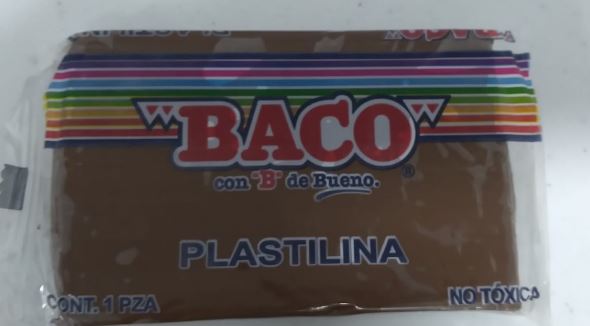 "BACO"
con "B" de Bueno.
PLASTILINA
CONT. 1 PZA NO TÓXICA